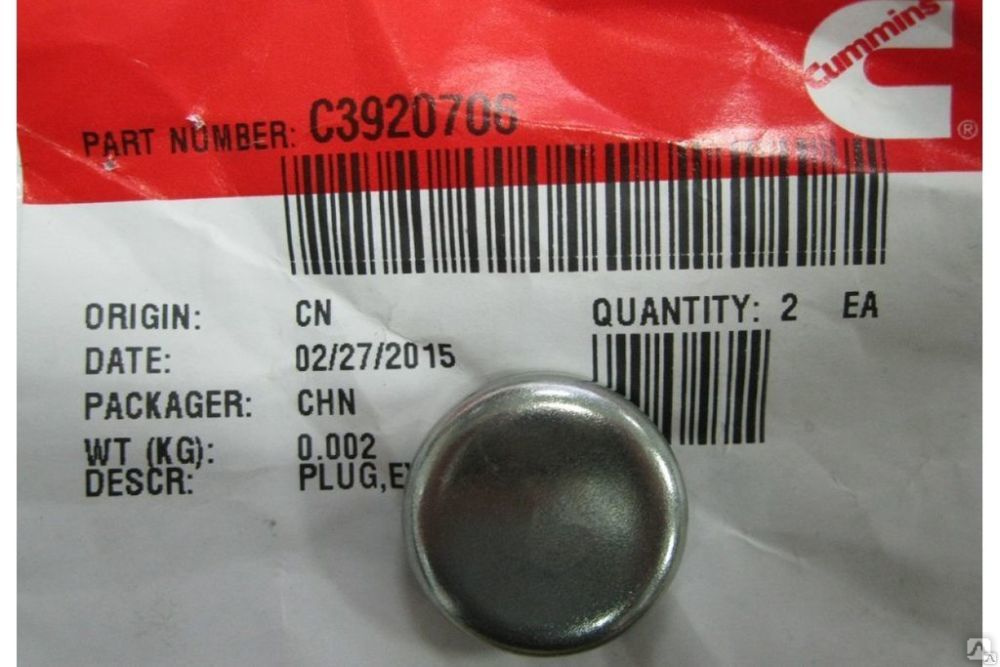 Cummins
®
PART NUMBER: C3920706
ORIGIN: CN
QUANTITY: 2 EA
DATE: 02/27/2015
PACKAGER: CHN
WT (KG): 0.002
DESCR: PLUG,E